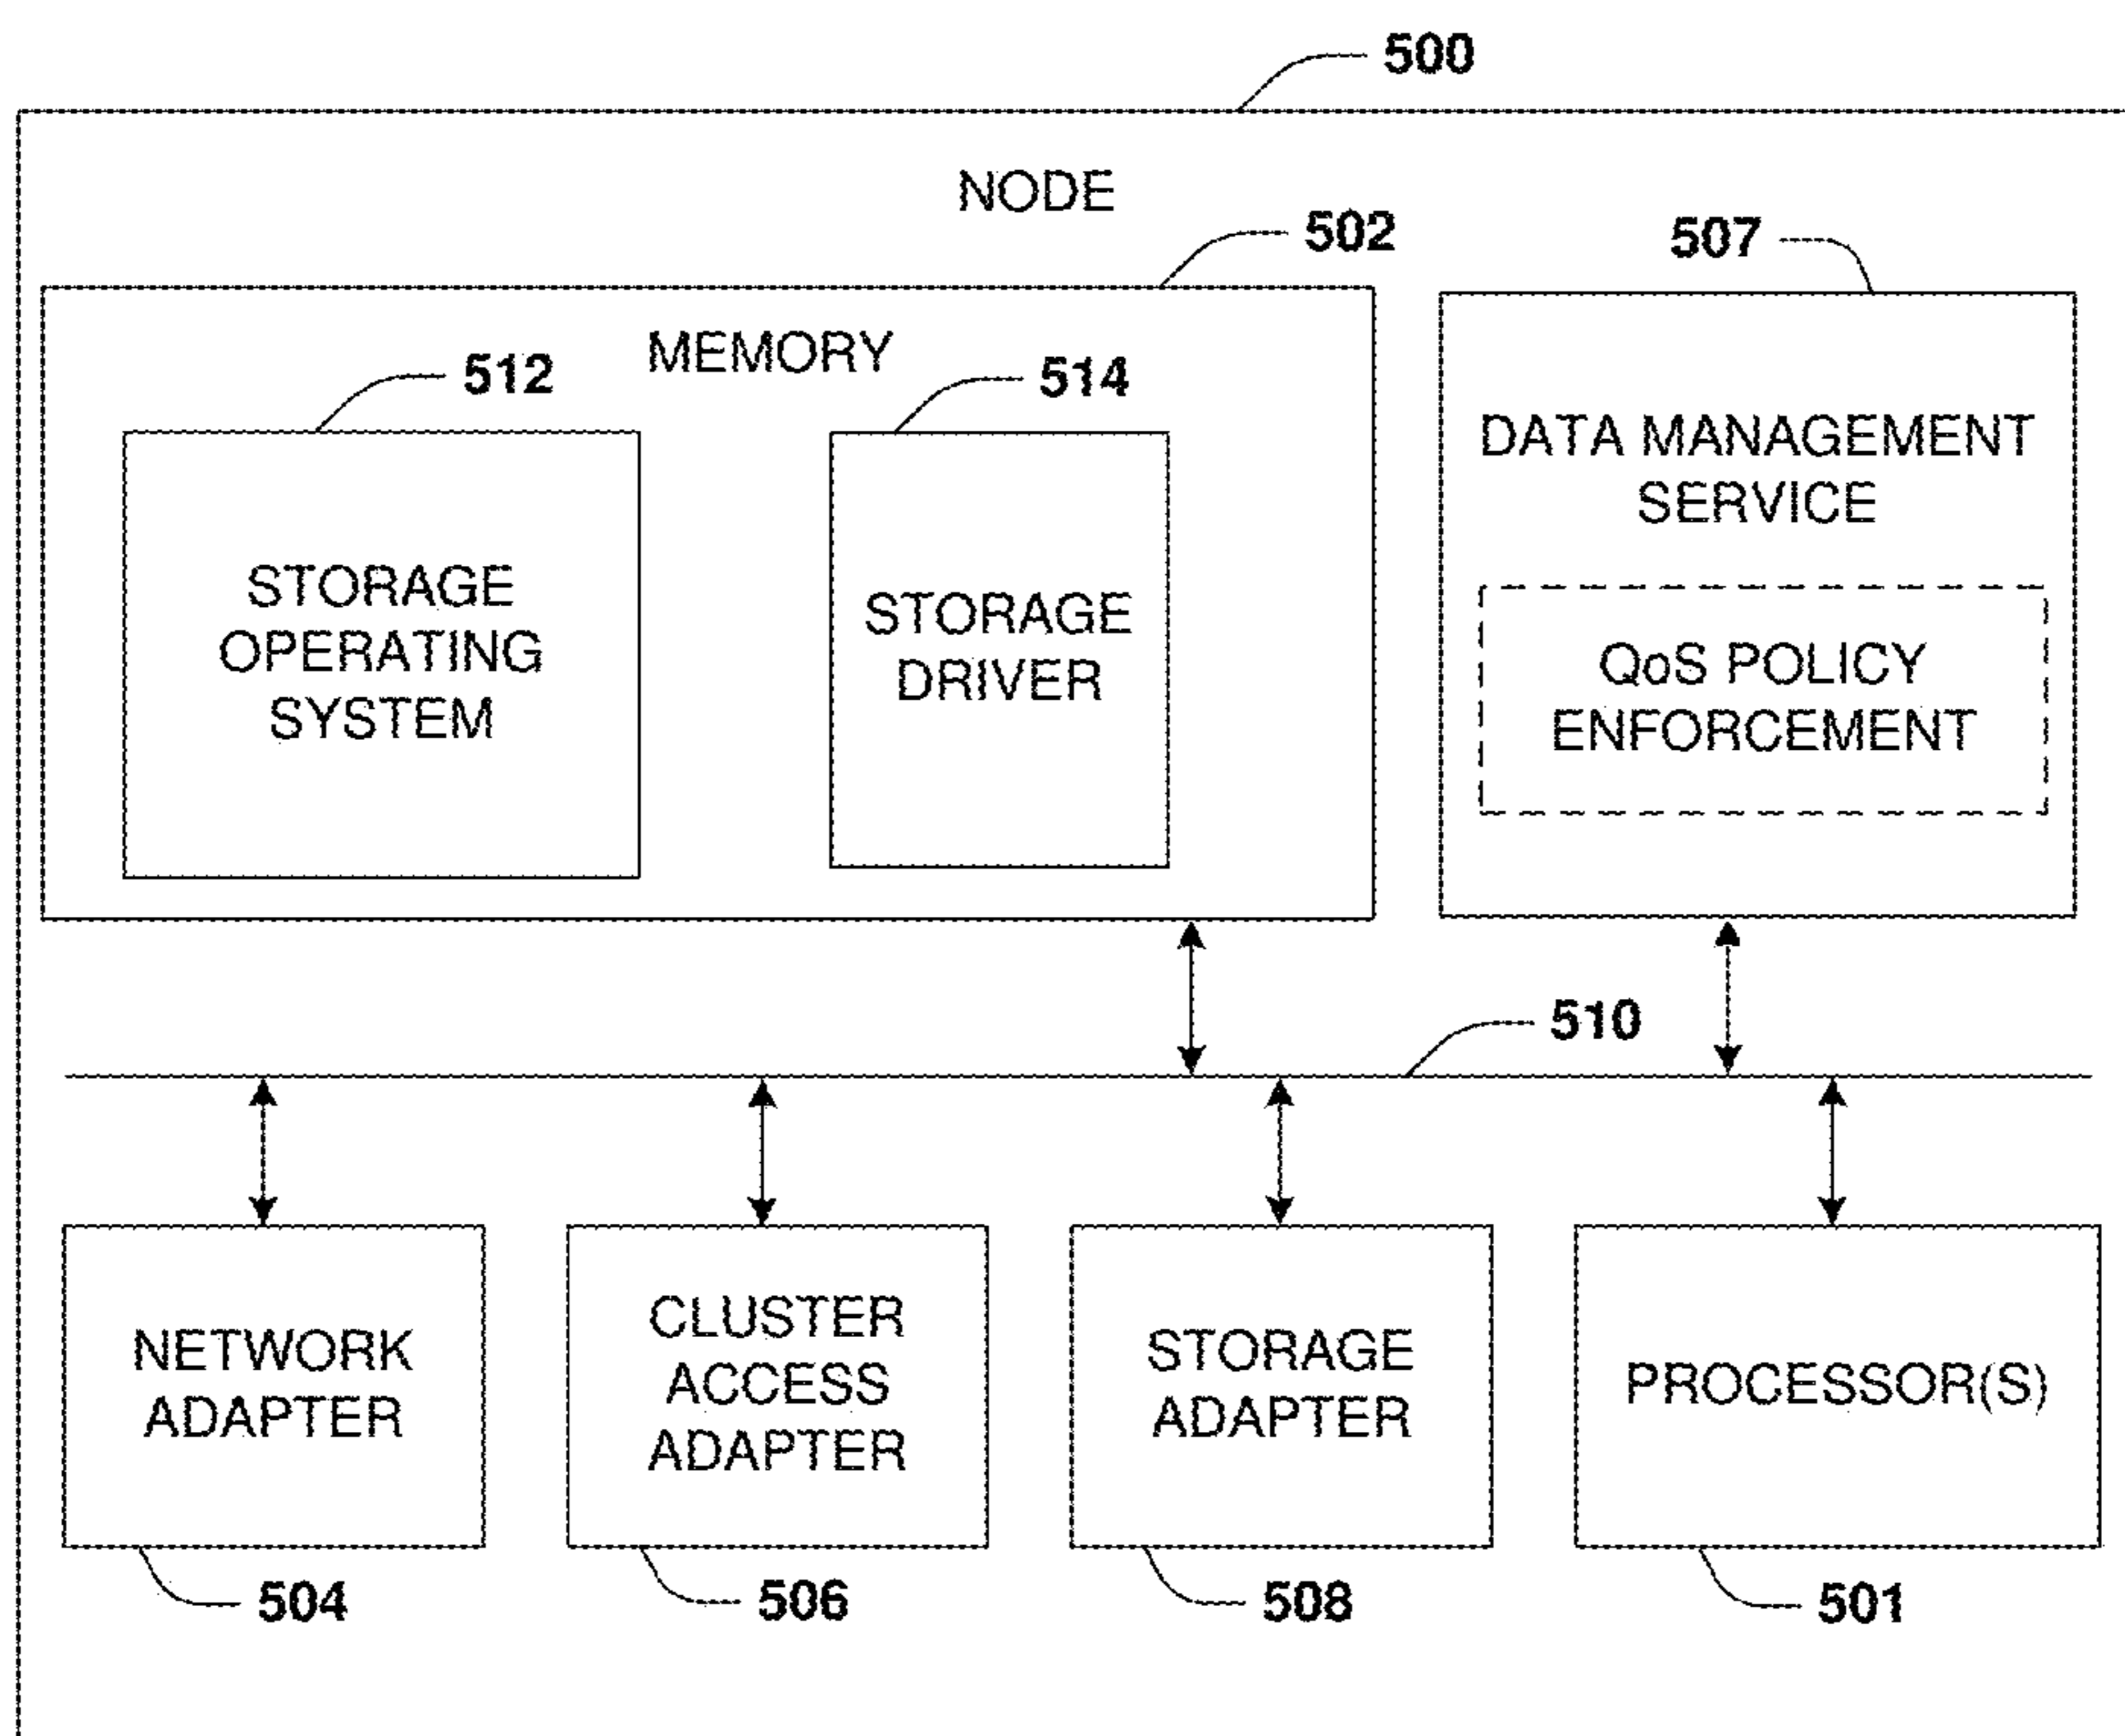 500
NODE
502
507
MEMORY
512
514
STORAGE
OPERATING
SYSTEM
STORAGE
DRIVER
DATA MANAGEMENT
SERVICE
QoS POLICY
ENFORCEMENT
510
NETWORK
ADAPTER
CLUSTER
ACCESS
ADAPTER
STORAGE
ADAPTER
PROCESSOR(S)
504
506
508
501